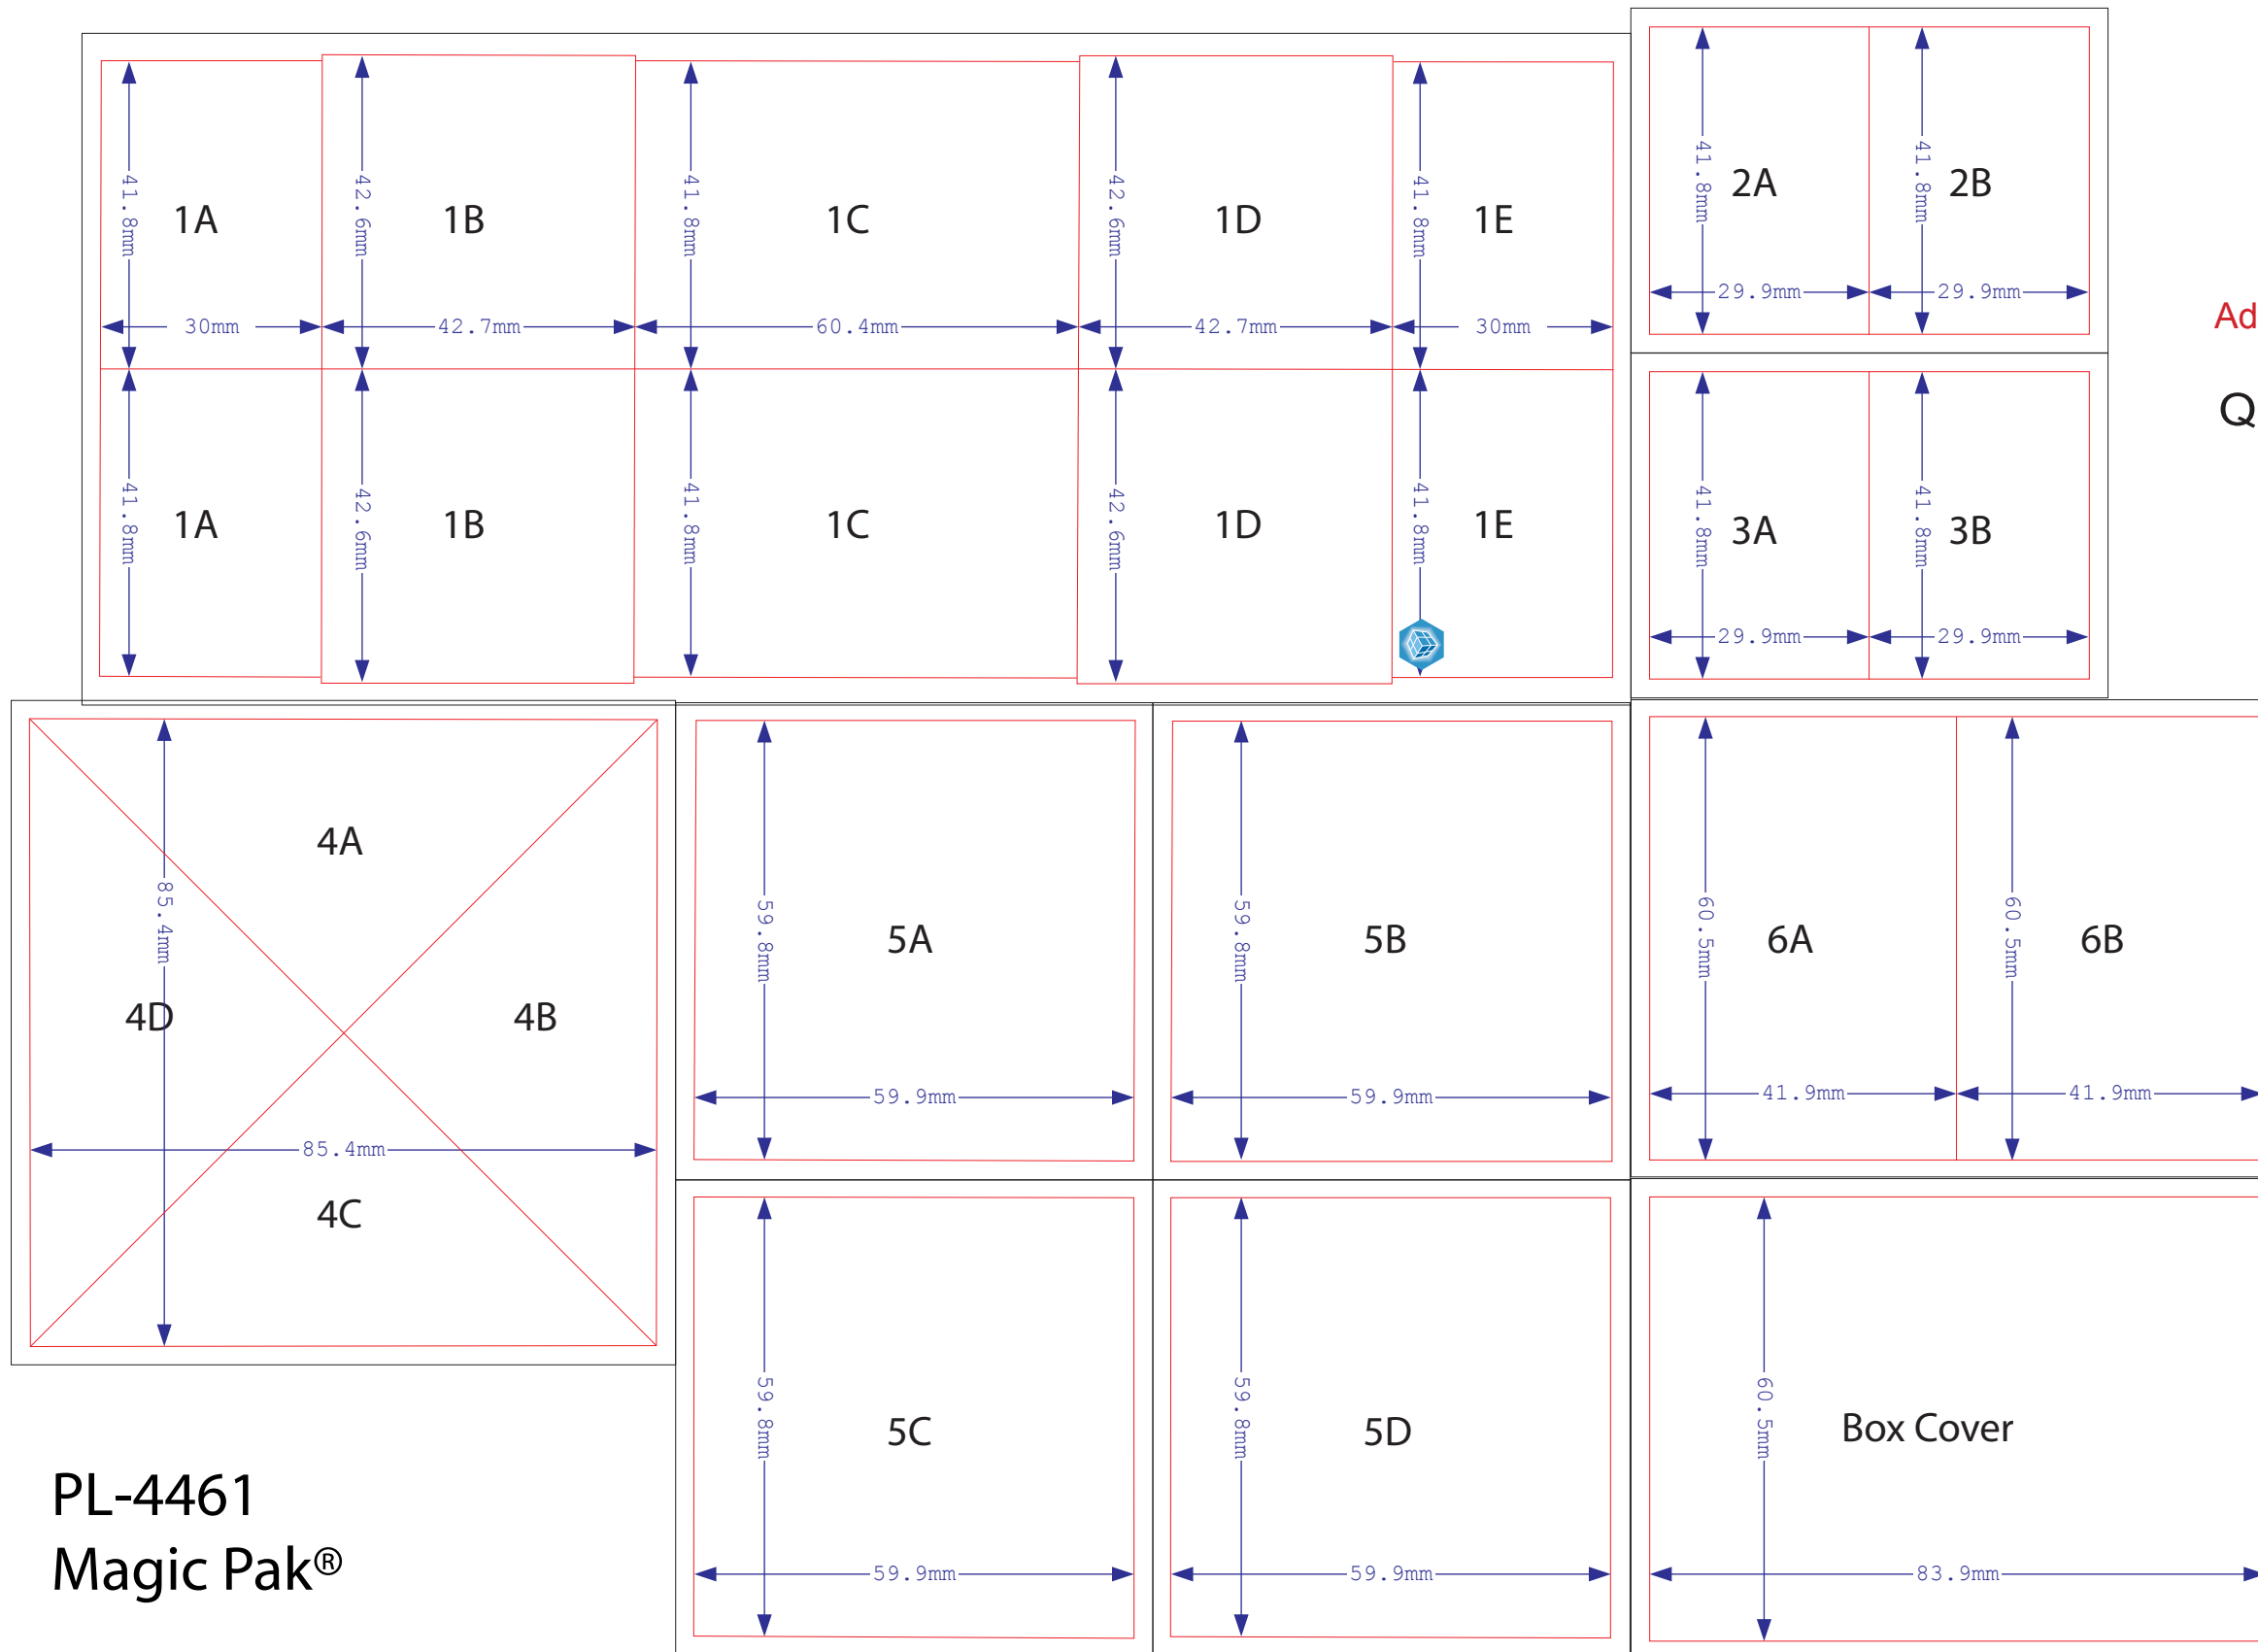 1A 1B 1C 1D 1E
41.8mm 42.6mm 41.8mm 42.6mm 41.8mm
30mm 42.7mm 60.4mm 42.7mm 30mm
1A 1B 1C 1D 1E
41.8mm 42.6mm 41.8mm 42.6mm 41.8mm
2A 2B
41.8mm 41.8mm
29.9mm 29.9mm
Ad
Q
3A 3B
41.8mm 41.8mm
29.9mm 29.9mm
4A
85.4mm
4D 4B
85.4mm
4C
5A 5B
59.8mm 59.8mm
59.9mm 59.9mm
6A 6B
60.5mm 60.5mm
41.9mm 41.9mm
5C 5D
59.8mm 59.8mm
59.9mm 59.9mm
Box Cover
60.5mm
83.9mm
PL-4461
Magic Pak®